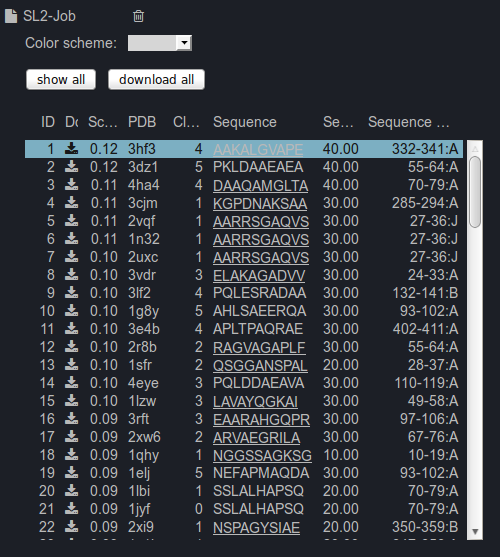 SL2-Job
Color scheme:
show all download all
ID Do Sc... PDB Cl... Sequence Se... Sequence ...
1 0.12 3hf3 4 AAKALGVAPE 40.00 332-341:A
2 0.12 3dz1 5 PKLDAAEAEA 40.00 55-64:A
3 0.11 4ha4 4 DAAQAMGLTA 40.00 70-79:A
4 0.11 3cjm 1 KGPDNAKSAA 30.00 285-294:A
5 0.11 2vqf 1 AARRSGAQVS 30.00 27-36:J
6 0.11 1n32 1 AARRSGAQVS 30.00 27-36:J
7 0.10 2uxc 1 AARRSGAQVS 30.00 27-36:J
8 0.10 3vdr 3 ELAKAGADVV 30.00 24-33:A
9 0.10 3lf2 4 PQLESRADAA 30.00 132-141:B
10 0.10 1g8y 5 AHLSAEERQA 30.00 93-102:A
11 0.10 3e4b 4 APLTPAQRAE 30.00 402-411:A
12 0.10 2r8b 2 RAGVAGAPLF 30.00 55-64:A
13 0.10 1sfr 2 QSGGANSPAL 20.00 28-37:A
14 0.10 4eye 3 PQLDDAEAVA 30.00 110-119:A
15 0.10 1lzw 3 LAVAYQGKAI 30.00 49-58:A
16 0.09 3rft 3 EAARAHGQPR 30.00 97-106:A
17 0.09 2xw6 2 ARVAEGRILA 30.00 67-76:A
18 0.09 1qhy 1 NGGSSAGKSG 10.00 10-19:A
19 0.09 1elj 5 NEFAPMAQDA 30.00 93-102:A
20 0.09 1lbi 1 SSLALHAPSQ 20.00 70-79:A
21 0.09 1jyf 0 SSLALHAPSQ 20.00 70-79:A
22 0.09 2xi9 1 NSPAGYSIAE 20.00 350-359:B